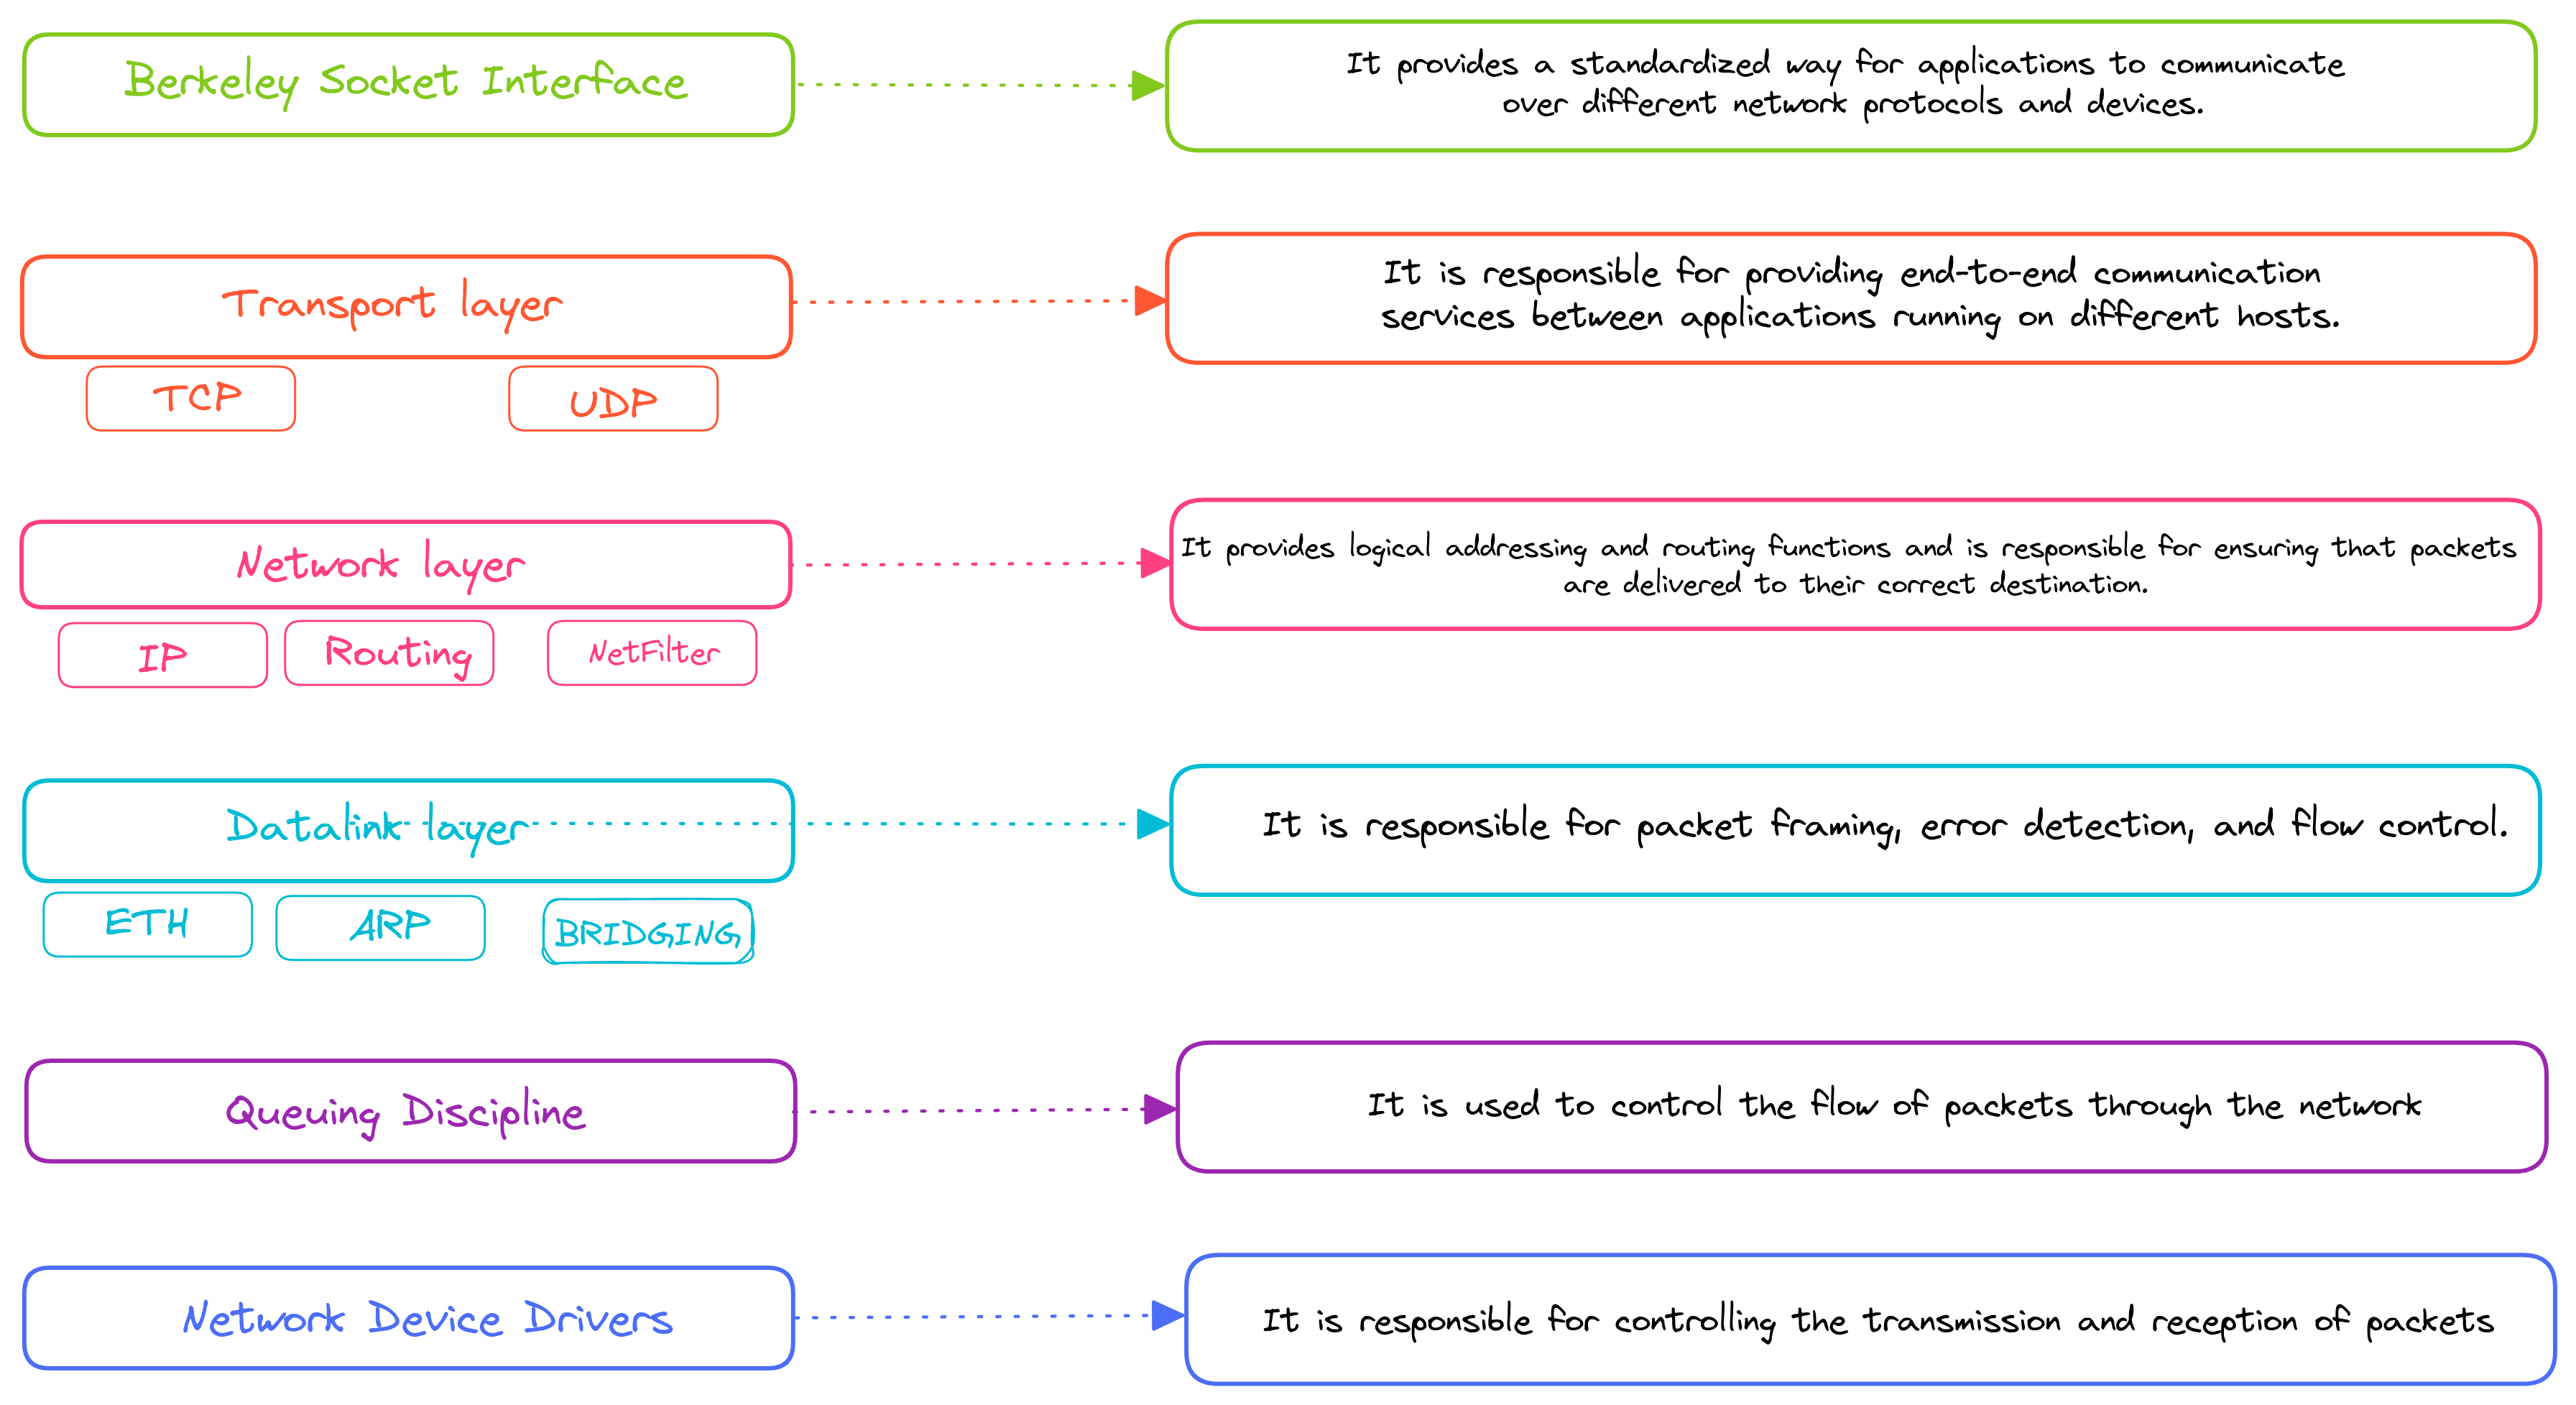 Berkeley Socket Interface
It provides a standardized way for applications to communicate
over different network protocols and devices.
Transport layer
It is responsible for providing end-to-end communication
services between applications running on different hosts.
TCP
UDP
Network layer
It provides logical addressing and routing functions and is responsible for ensuring that packets
are delivered to their correct destination.
IP
Routing
NetFilter
Datalink layer
It is responsible for packet framing, error detection, and flow control.
ETH
ARP
BRIDGING
Queuing Discipline
It is used to control the flow of packets through the network
Network Device Drivers
It is responsible for controlling the transmission and reception of packets